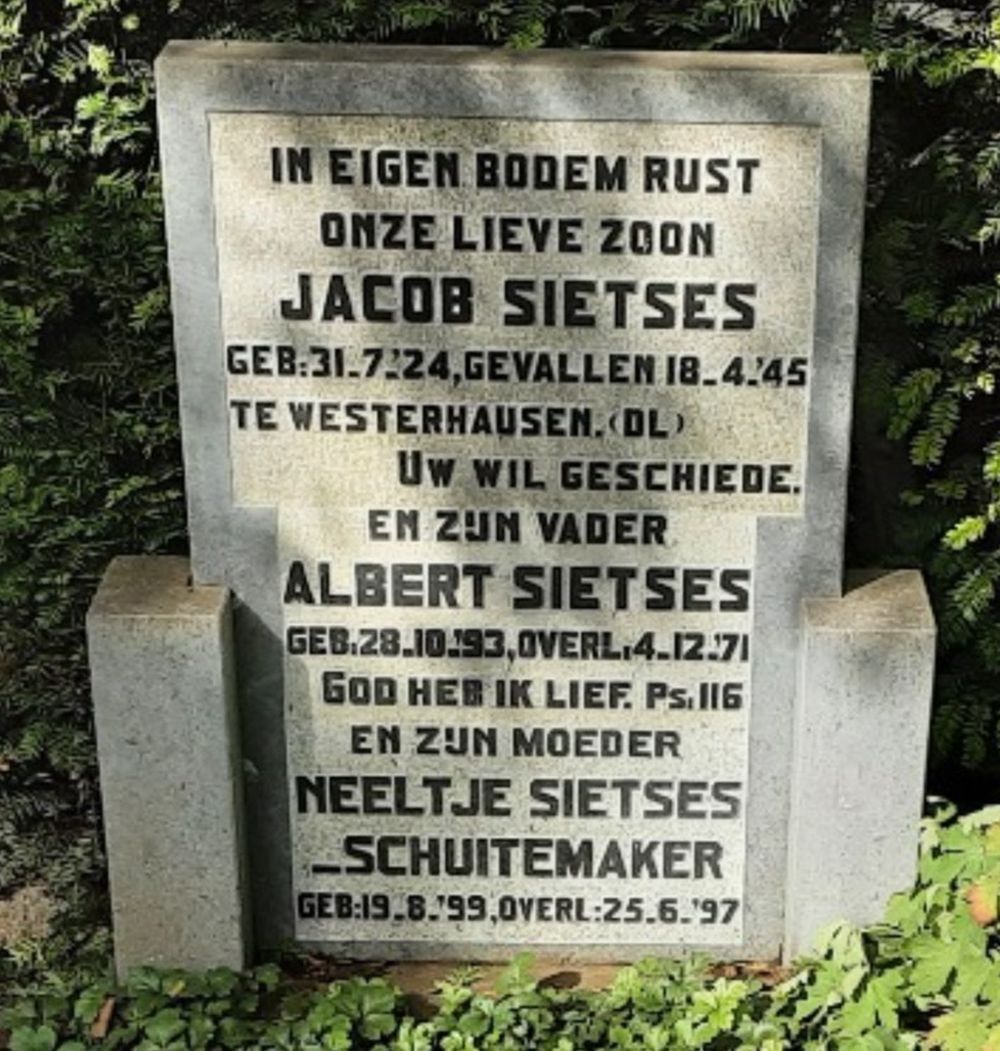 IN EIGEN BODEM RUST
ONZE LIEVE ZOON
JACOB SIETSES
GEB:31-7-'24, GEVALLEN 18-4-'45
TE WESTERHAUSEN. (DL)
UW WIL GESCHIEDE.
EN ZIJN VADER
ALBERT SIETSES
GEB:28-10-'93, OVERL:4-12-'71
GOD HEB IK LIEF. PS:116
EN ZIJN MOEDER
NEELTJE SIETSES
-SCHUITEMAKER
GEB:19-8-'99, OVERL:25-6-'97